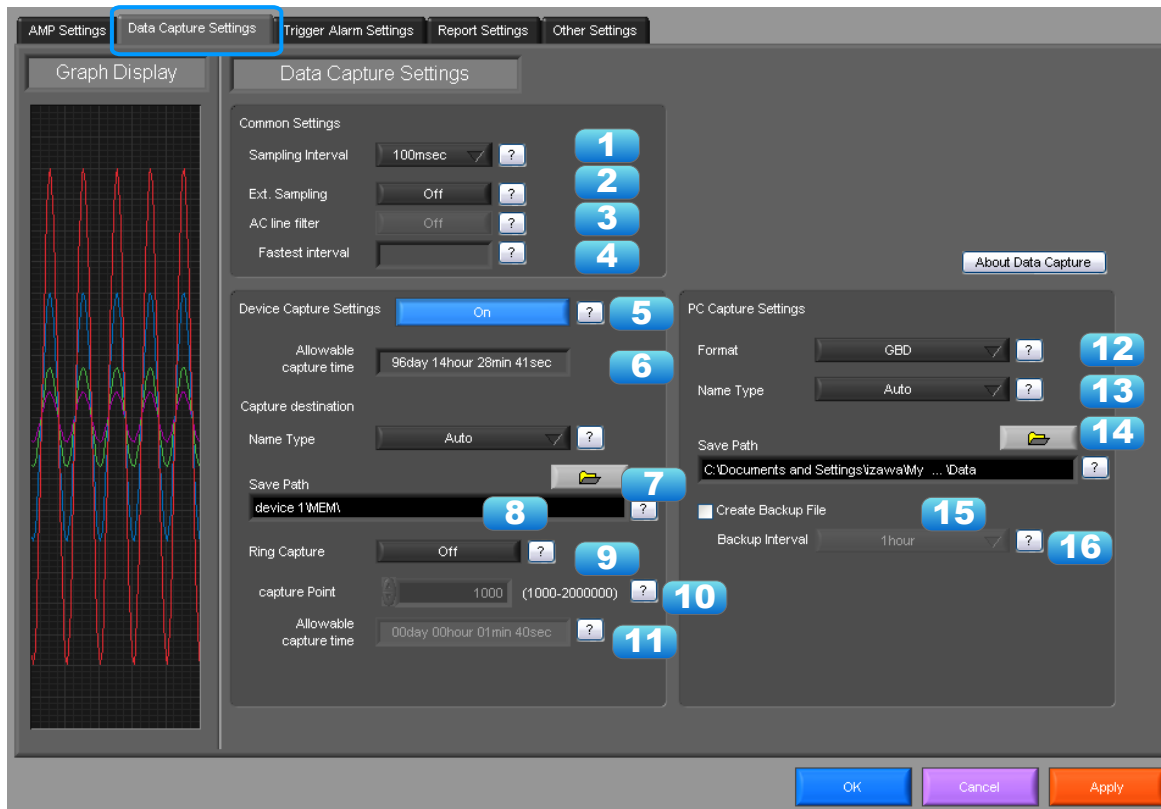 AMP Settings Data Capture Settings Trigger Alarm Settings Report Settings Other Settings
Graph Display
Data Capture Settings
Common Settings
Sampling Interval 100msec ? 1
Ext. Sampling Off ? 2
AC line filter Off ? 3
Fastest interval ? 4
About Data Capture
Device Capture Settings On ? 5
Allowable
capture time 96day 14hour 28min 41sec 6
Capture destination
Name Type Auto ?
Save Path 7
device 1\MEM\ 8 ?
Ring Capture Off ? 9
capture Point 1000 (1000-2000000) ? 10
Allowable
capture time 00day 00hour 01min 40sec ? 11
PC Capture Settings
Format GBD ? 12
Name Type Auto ? 13
Save Path 14
C:\Documents and Settings\izawa\My ... \Data ?
Create Backup File 15
Backup Interval 1hour ? 16
OK Cancel Apply